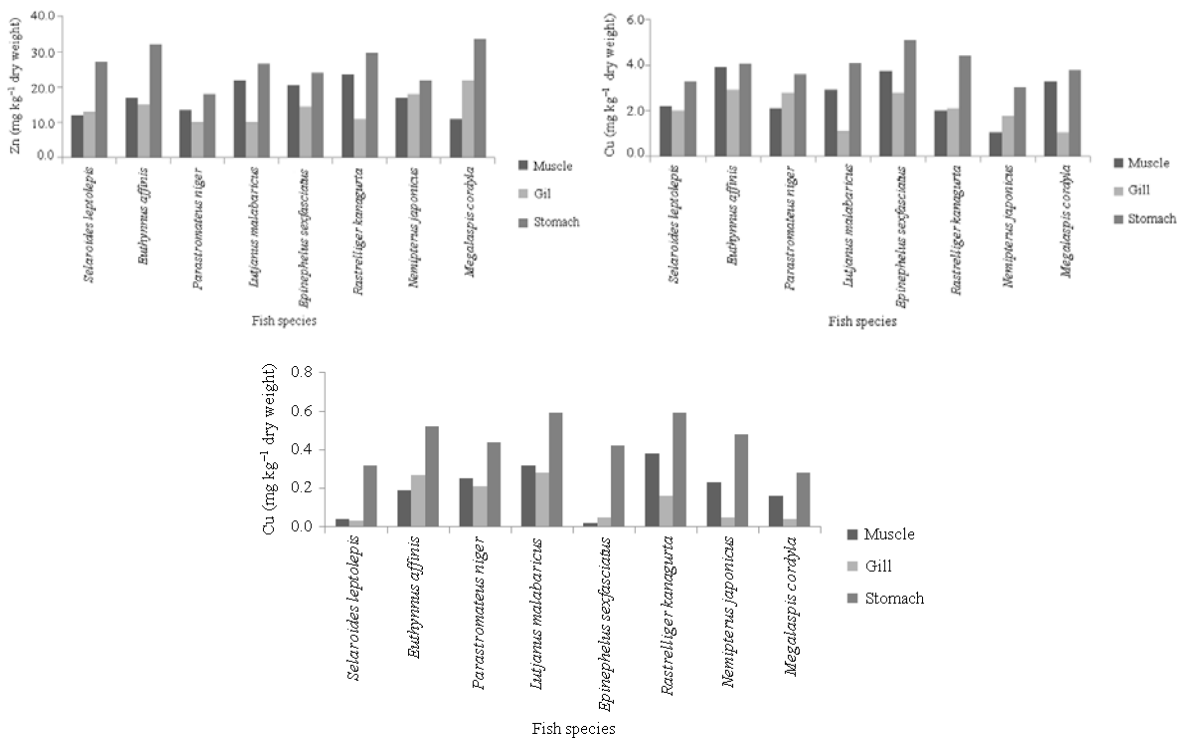 Zn (mg kg⁻¹ dry weight)
40.0
30.0
20.0
10.0
0.0
Selaroides leptolepis
Euthynnus affinis
Parastromateus niger
Lutjanus malabaricus
Epinephelus sexfasciatus
Rastrelliger kanagurta
Nemipterus japonicus
Megalaspis cordyla
Fish species
Muscle
Gil
Stomach
Cu (mg kg⁻¹ dry weight)
6.0
4.0
2.0
0.0
Selaroides leptolepis
Euthynnus affinis
Parastromateus niger
Lutjanus malabaricus
Epinephelus sexfasciatus
Rastrelliger kanagurta
Nemipterus japonicus
Megalaspis cordyla
Fish species
Muscle
Gill
Stomach
Cu (mg kg⁻¹ dry weight)
0.8
0.6
0.4
0.2
0.0
Selaroides leptolepis
Euthynnus affinis
Parastromateus niger
Lutjanus malabaricus
Epinephelus sexfasciatus
Rastrelliger kanagurta
Nemipterus japonicus
Megalaspis cordyla
Fish species
Muscle
Gill
Stomach